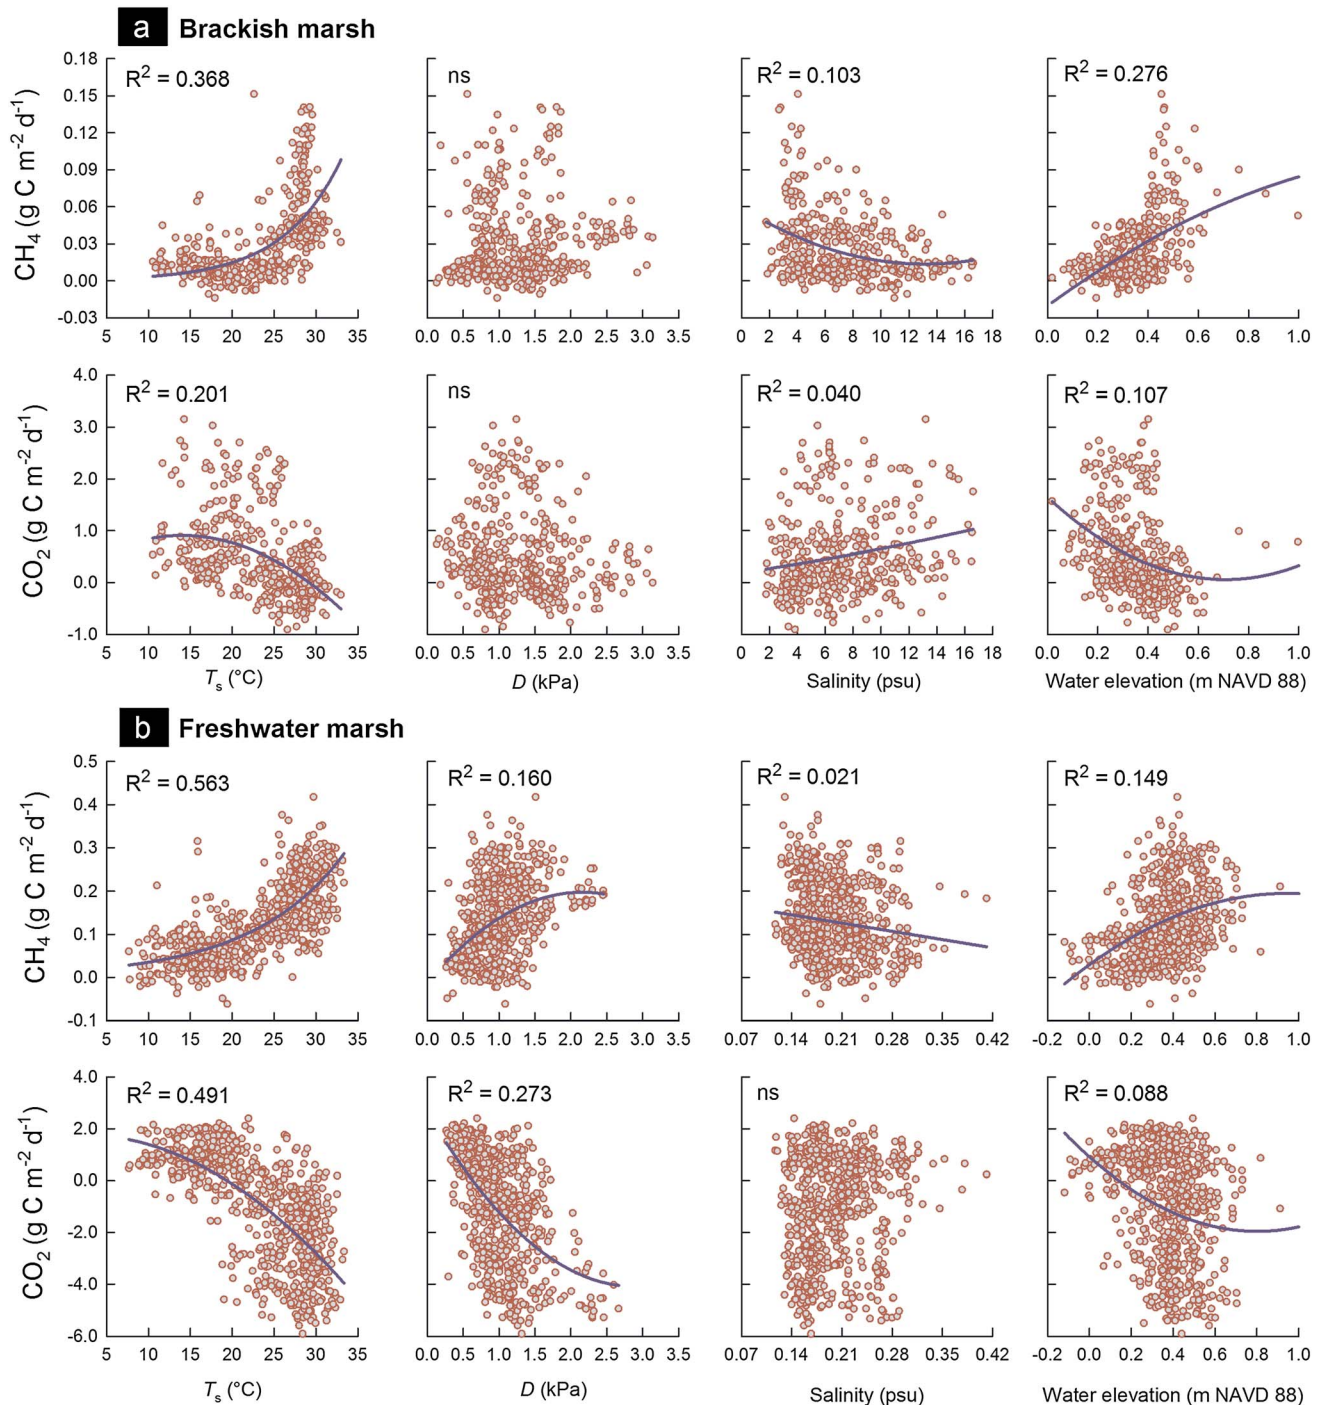 a Brackish marsh
R² = 0.368
ns
R² = 0.103
R² = 0.276
CH₄ (g C m⁻² d⁻¹)
0.18
0.15
0.12
0.09
0.06
0.03
0.00
-0.03
5 10 15 20 25 30 35
0.0 0.5 1.0 1.5 2.0 2.5 3.0 3.5
0 2 4 6 8 10 12 14 16 18
0.0 0.2 0.4 0.6 0.8 1.0
R² = 0.201
ns
R² = 0.040
R² = 0.107
CO₂ (g C m⁻² d⁻¹)
4.0
3.0
2.0
1.0
0.0
-1.0
5 10 15 20 25 30 35
0.0 0.5 1.0 1.5 2.0 2.5 3.0 3.5
0 2 4 6 8 10 12 14 16 18
0.0 0.2 0.4 0.6 0.8 1.0
Tₛ (°C)
D (kPa)
Salinity (psu)
Water elevation (m NAVD 88)
b Freshwater marsh
R² = 0.563
R² = 0.160
R² = 0.021
R² = 0.149
CH₄ (g C m⁻² d⁻¹)
0.5
0.4
0.3
0.2
0.1
0.0
-0.1
5 10 15 20 25 30 35
0.0 0.5 1.0 1.5 2.0 2.5 3.0 3.5
0.07 0.14 0.21 0.28 0.35 0.42
-0.2 0.0 0.2 0.4 0.6 0.8 1.0
R² = 0.491
R² = 0.273
ns
R² = 0.088
CO₂ (g C m⁻² d⁻¹)
4.0
2.0
0.0
-2.0
-4.0
-6.0
5 10 15 20 25 30 35
0.0 0.5 1.0 1.5 2.0 2.5 3.0 3.5
0.07 0.14 0.21 0.28 0.35 0.42
-0.2 0.0 0.2 0.4 0.6 0.8 1.0
Tₛ (°C)
D (kPa)
Salinity (psu)
Water elevation (m NAVD 88)